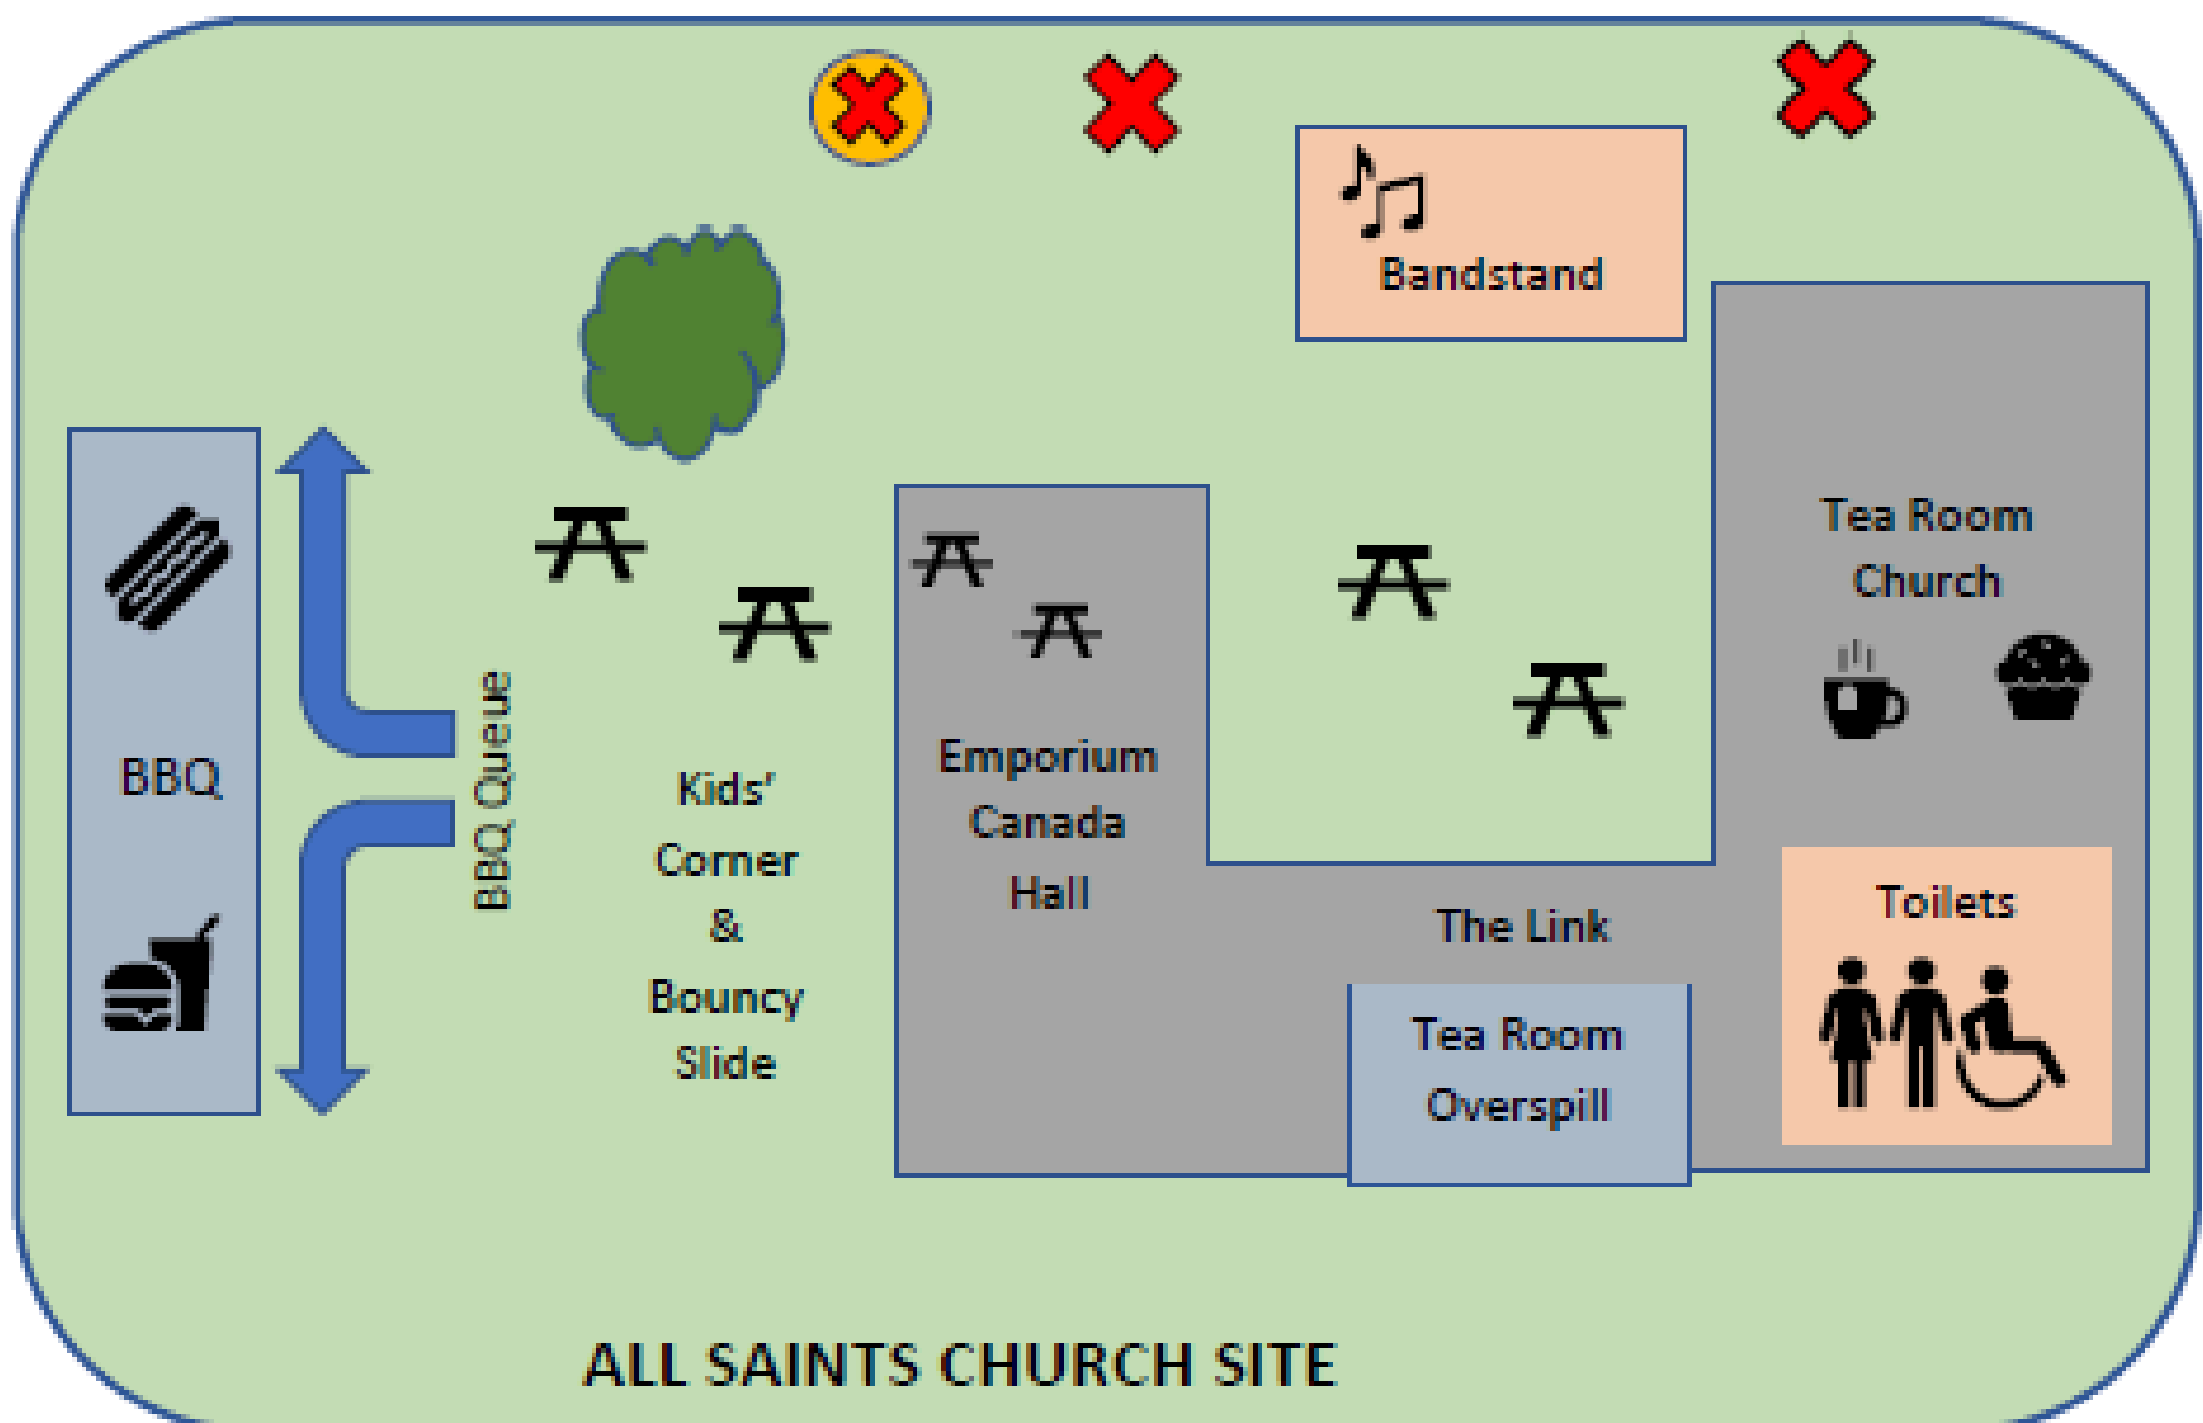 Bandstand
Tea Room
Church
BBQ
BBQ Queue
Kids'
Corner
&
Bouncy
Slide
Emporium
Canada
Hall
The Link
Tea Room
Overspill
Toilets
ALL SAINTS CHURCH SITE